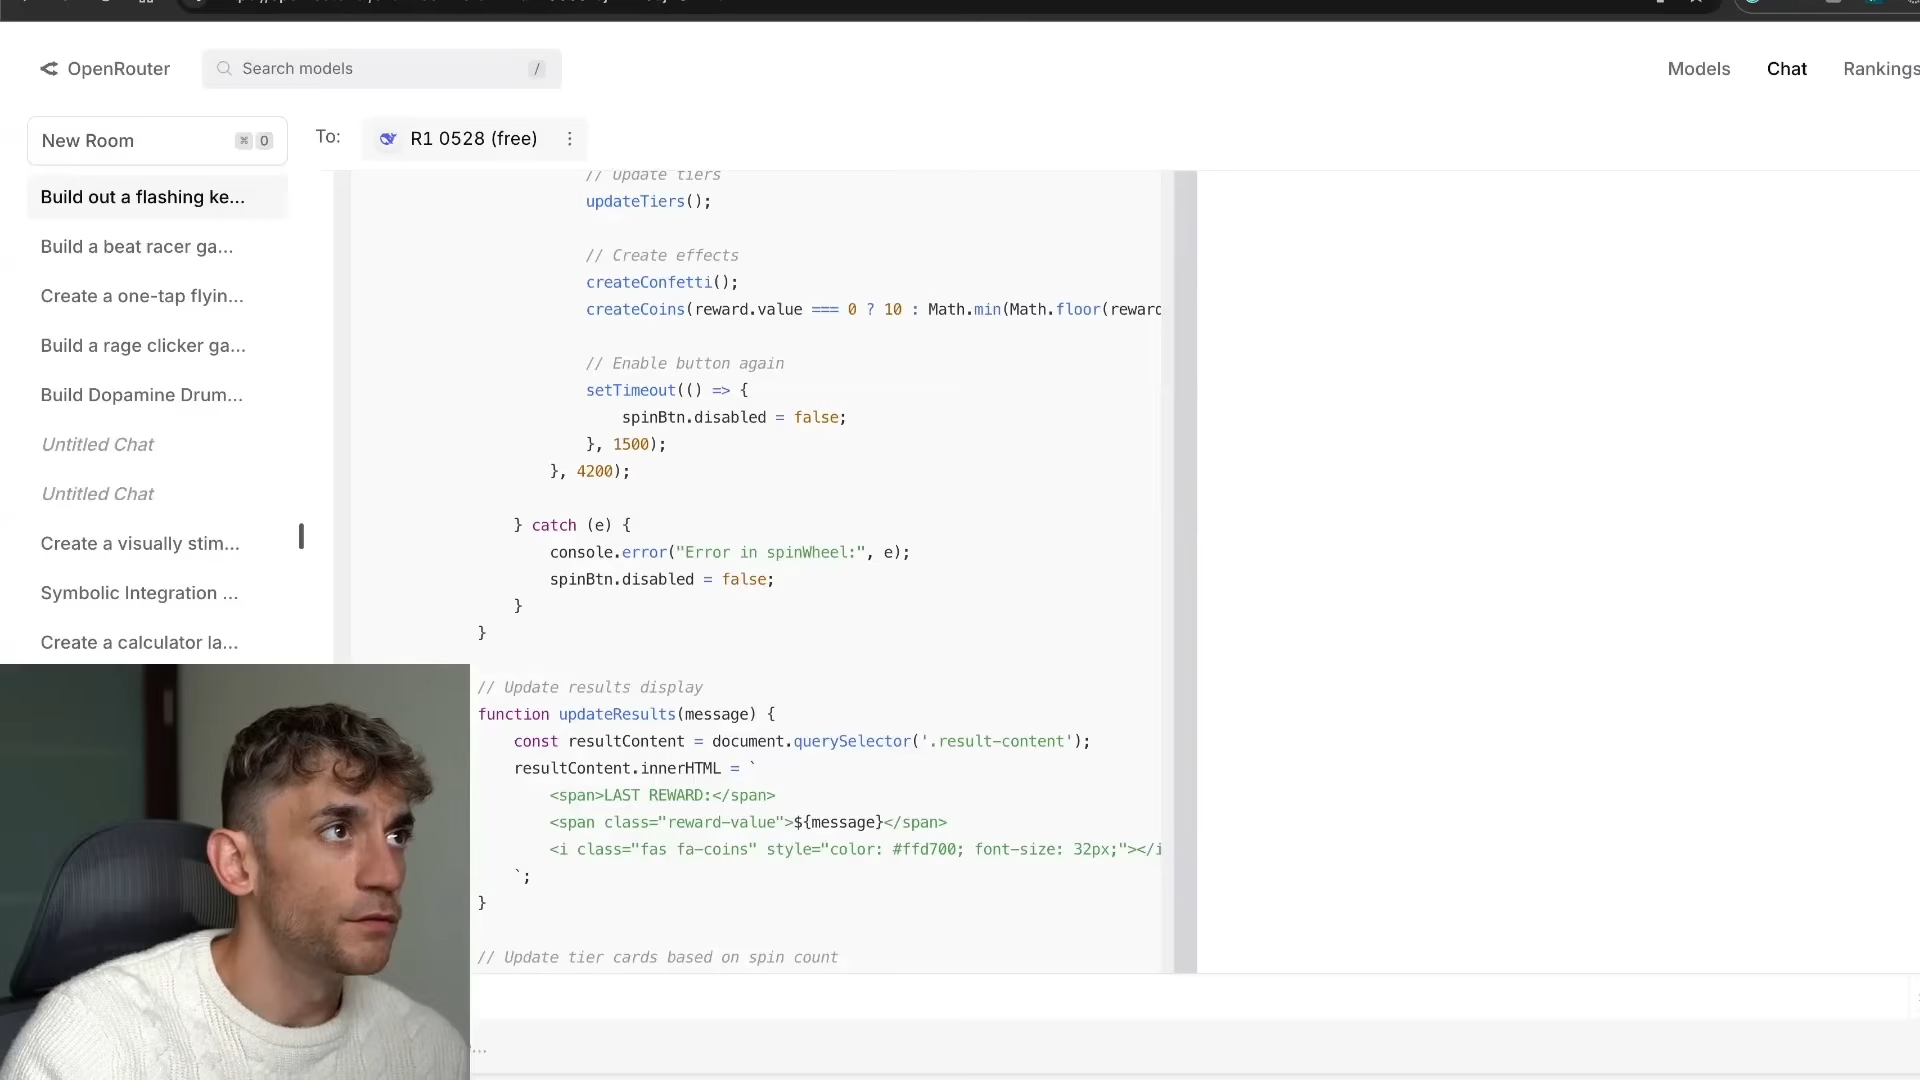 OpenRouter
Search models
/
Models
Chat
Rankings
New Room
⌘ O
To:
R1 0528 (free)
Build out a flashing ke...
Build a beat racer ga...
Create a one-tap flyin...
Build a rage clicker ga...
Build Dopamine Drum...
Untitled Chat
Untitled Chat
Create a visually stim...
Symbolic Integration ...
Create a calculator la...
// Update tiers
updateTiers();
// Create effects
createConfetti();
createCoins(reward.value === 0 ? 10 : Math.min(Math.floor(reward
// Enable button again
setTimeout(() => {
spinBtn.disabled = false;
}, 1500);
}, 4200);
} catch (e) {
console.error("Error in spinWheel:", e);
spinBtn.disabled = false;
}
}
// Update results display
function updateResults(message) {
const resultContent = document.querySelector('.result-content');
resultContent.innerHTML = `
<span>LAST REWARD:</span>
<span class="reward-value">${message}</span>
<i class="fas fa-coins" style="color: #ffd700; font-size: 32px;"></i
`;
}
// Update tier cards based on spin count
...